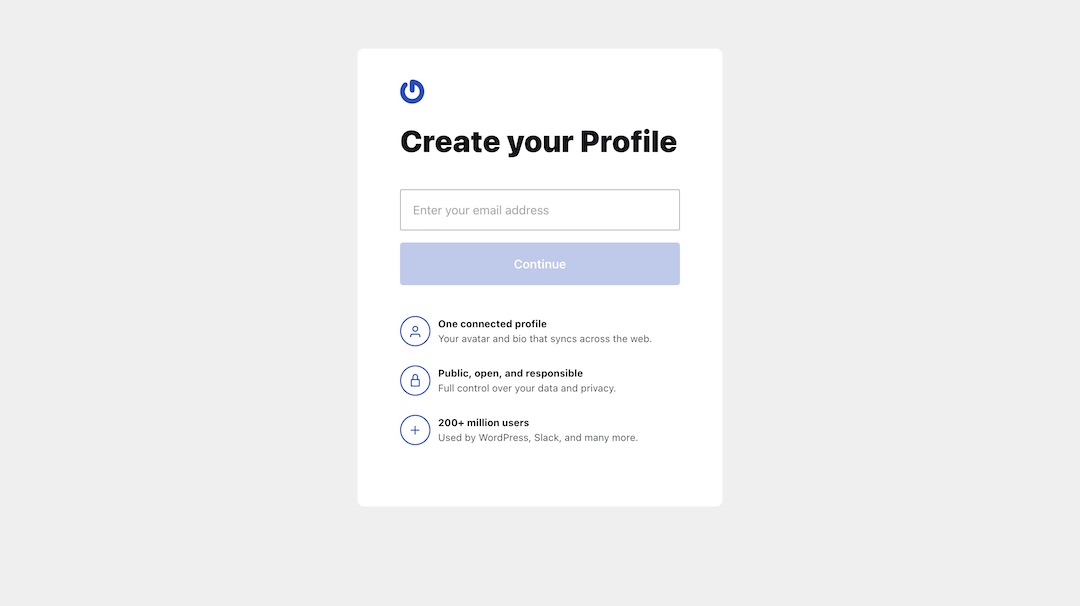 Create your Profile
Enter your email address
Continue
One connected profile
Your avatar and bio that syncs across the web.
Public, open, and responsible
Full control over your data and privacy.
200+ million users
Used by WordPress, Slack, and many more.